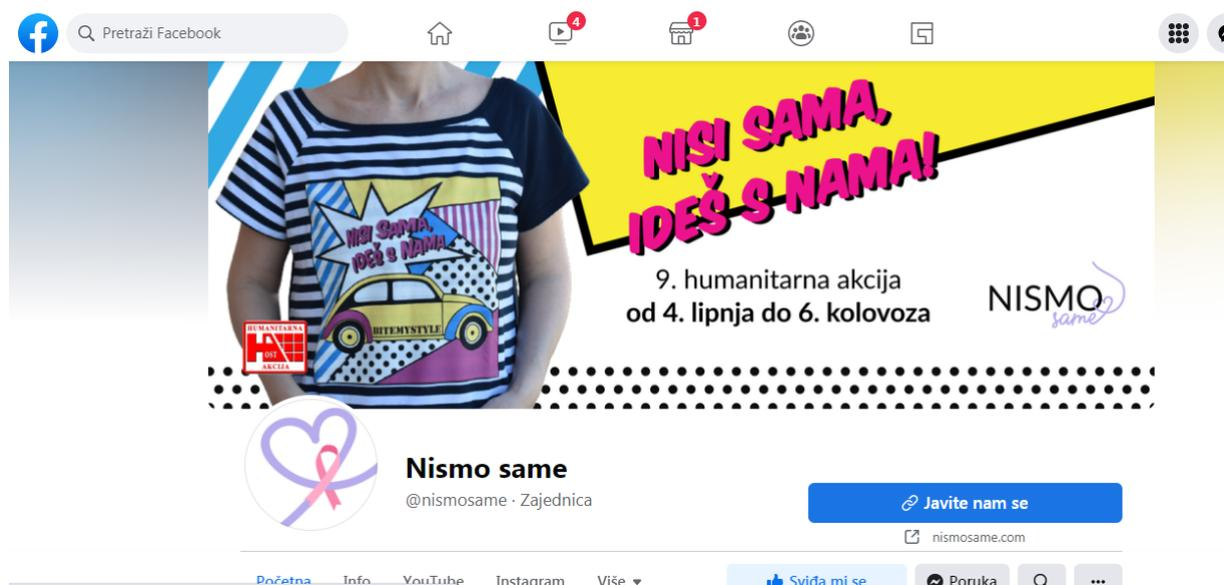 Pretraži Facebook
4
1
NISI SAMA,
IDEŠ S NAMA!
NISI SAMA,
IDEŠ S NAMA
BITEMYSTYLE
9. humanitarna akcija
od 4. lipnja do 6. kolovoza
NISMO
same
HUMANITARNA
HOST
AKCIJA
Nismo same
@nismosame · Zajednica
Javite nam se
nismosame.com
Početna Info YouTube Instagram Više
Sviđa mi se Poruka